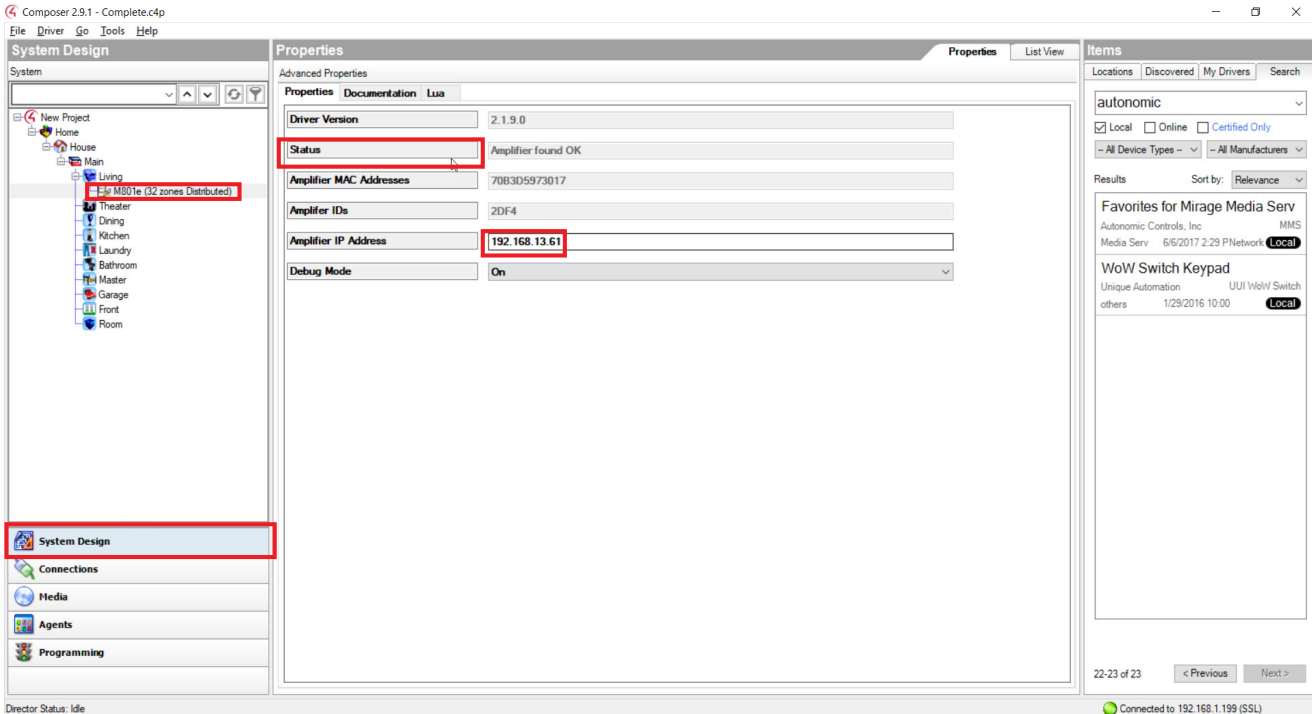 Composer 2.9.1 - Complete.c4p
File Driver Go Tools Help
System Design
System
New Project
Home
House
Main
Living
M801e (32 zones Distributed)
Theater
Dining
Kitchen
Laundry
Bathroom
Master
Garage
Front
Room
System Design
Connections
Media
Agents
Programming
Properties
Properties List View
Advanced Properties
Properties Documentation Lua
Driver Version 2.1.9.0
Status Amplifier found OK
Amplifier MAC Addresses 70B3D5973017
Amplifer IDs 2DF4
Amplifier IP Address 192.168.13.61
Debug Mode On
Items
Locations Discovered My Drivers Search
autonomic
Local Online Certified Only
-- All Device Types -- -- All Manufacturers
Results Sort by: Relevance
Favorites for Mirage Media Serv
Autonomic Controls, Inc MMS
Media Serv 6/6/2017 2:29 PNetwork Local
WoW Switch Keypad
Unique Automation UUI WoW Switch
others 1/29/2016 10:00 Local
22-23 of 23 < Previous Next >
Director Status: Idle
Connected to 192.168.1.199 (SSL)